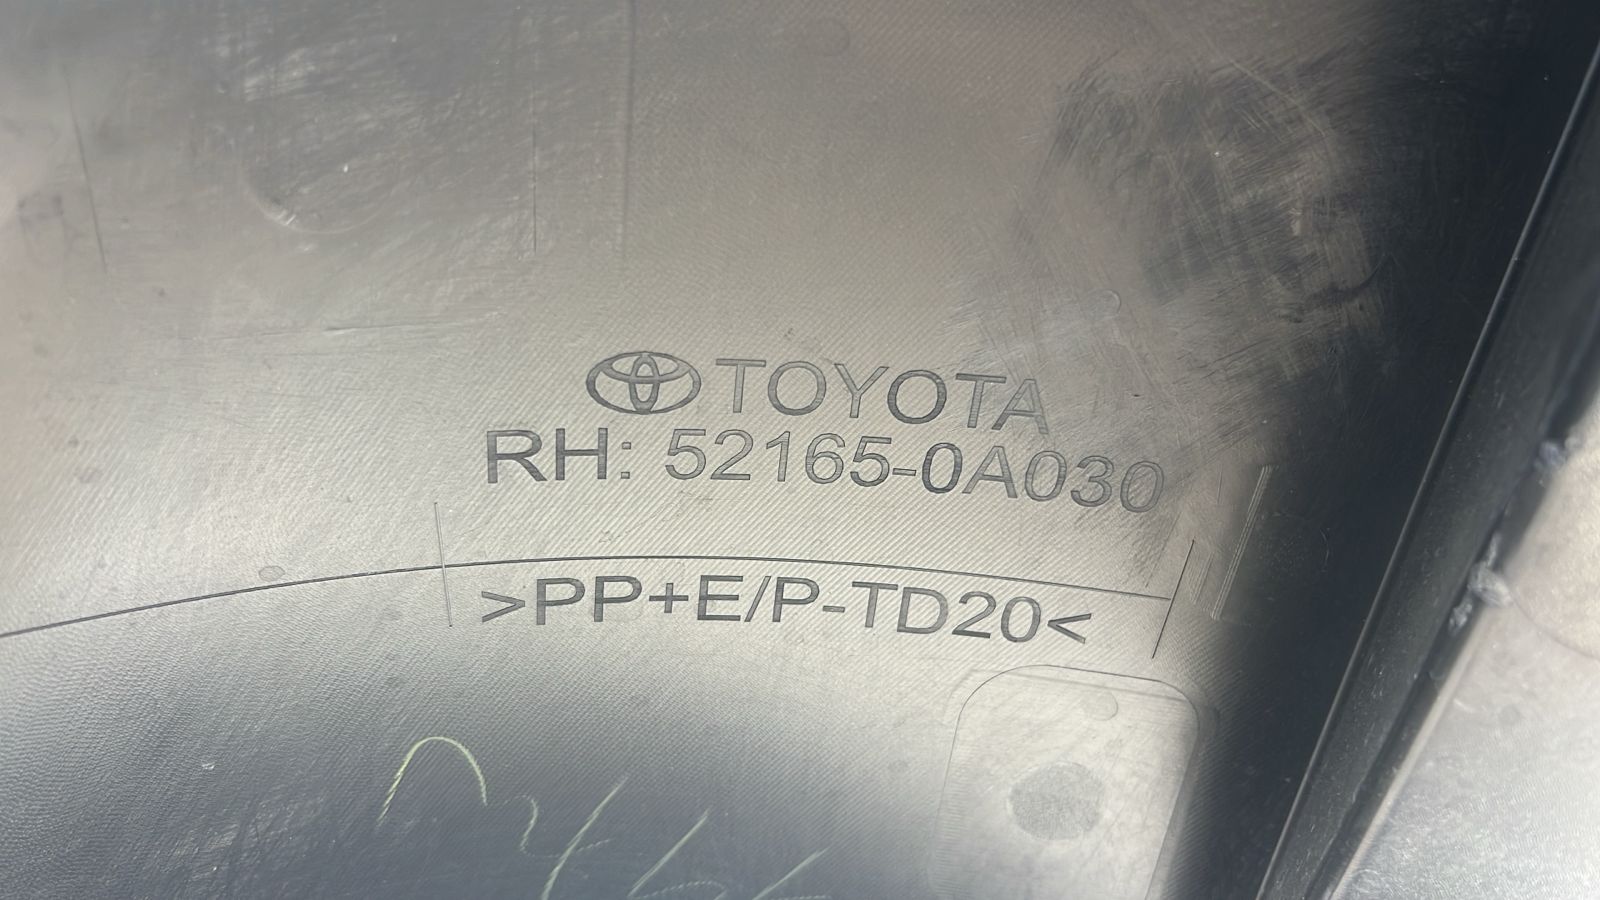 TOYOTA
RH: 52165-0A030
>PP+E/P-TD20<